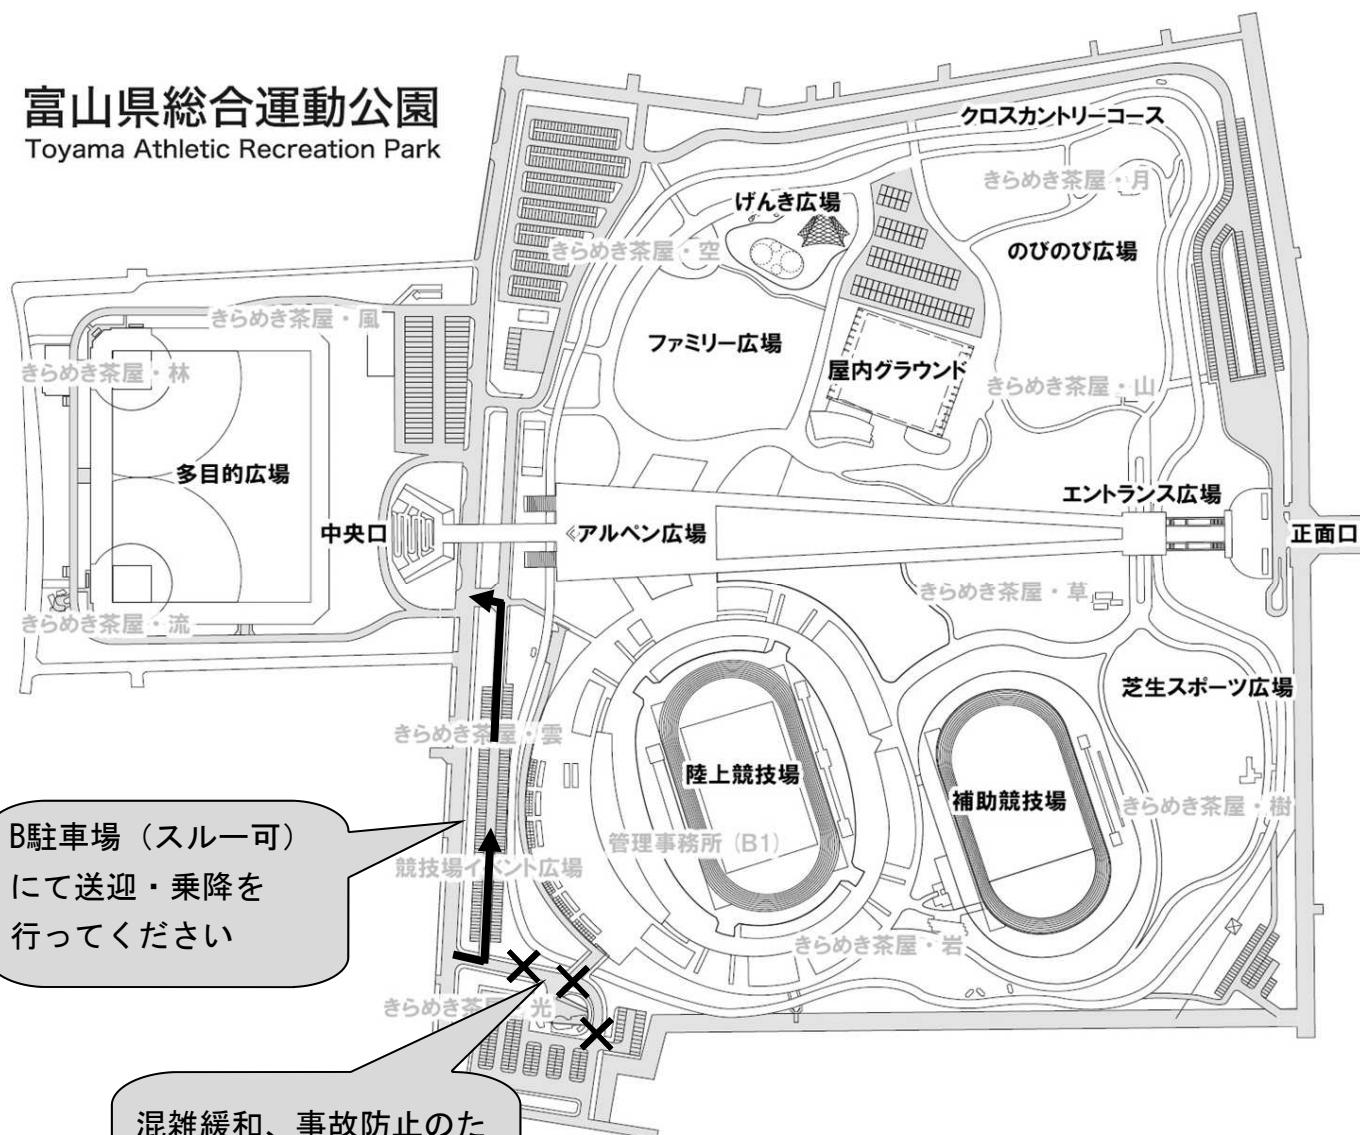 富山県総合運動公園
Toyama Athletic Recreation Park
クロスカントリーコース
きらめき茶屋・月
げんき広場
きらめき茶屋・空
のびのび広場
きらめき茶屋・風
ファミリー広場
屋内グラウンド
きらめき茶屋・林
きらめき茶屋・山
多目的広場
エントランス広場
中央口
《アルペン広場
正面口
きらめき茶屋・草
きらめき茶屋・流
芝生スポーツ広場
きらめき茶屋・雲
陸上競技場
補助競技場
きらめき茶屋・樹
B駐車場（スルー可）
にて送迎・乗降を
行ってください
管理事務所（B1）
競技場イベント広場
きらめき茶屋・岩
きらめき茶屋・光
混雑緩和、事故防止のた